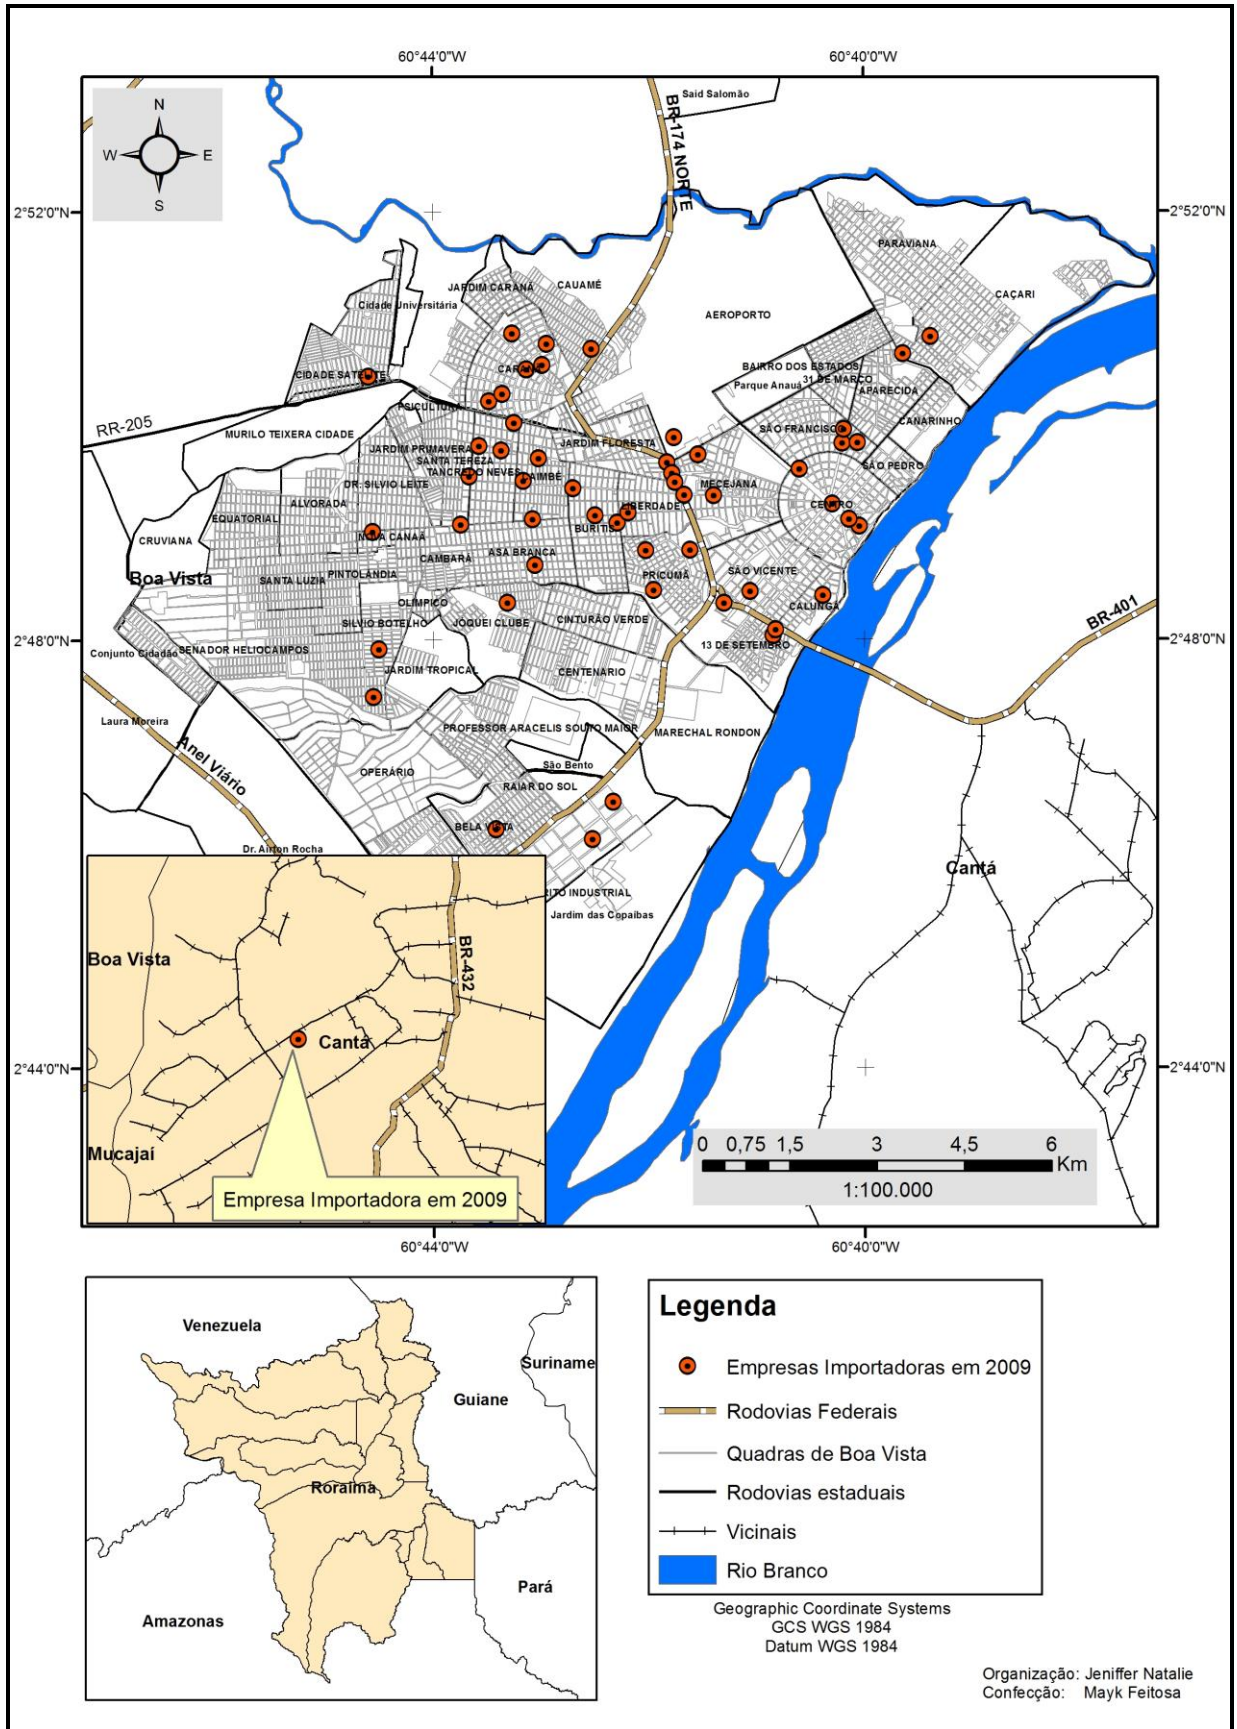 60°44'0"W
60°40'0"W
N
W
E
S
Said Salomão
BR-174 NORTE
2°52'0"N
2°52'0"N
PARAVIANA
JARDIM CARANÃ
CAUAMÉ
CAÇARI
Cidade Universitária
AEROPORTO
CARANÃ
BAIRRO DOS ESTADOS
CIDADE SATELITE
31 DE MARÇO
Parque Anauá
APARECIDA
PSICULTURA
CANARINHO
RR-205
MURILO TEIXERA CIDADE
SÃO FRANCISCO
JARDIM FLORESTA
JARDIM PRIMAVERA
SANTA TEREZA
SÃO PEDRO
TANCREDO NEVES
DR. SILVIO LEITE
MECEJANA
ALVORADA
CENTRO
LIBERDADE
EQUATORIAL
BURITIS
NOVA CANAÃ
CRUVIANA
ASA BRANCA
CAMBARÁ
SÃO VICENTE
PRICUMÃ
PINTOLANDIA
SANTA LUZIA
Boa Vista
OLIMPICO
CALUNGÁ
BR-401
JOQUEI CLUBE
CINTURÃO VERDE
SILVIO BOTELHO
2°48'0"N
2°48'0"N
13 DE SETEMBRO
Conjunto Cidadão
SENADOR HELIOCAMPOS
JARDIM TROPICAL
CENTENÁRIO
Laura Moreira
PROFESSOR ARACELIS SOUTO MAIOR
MARECHAL RONDON
Anel Viário
São Bento
OPERÁRIO
RAIAR DO SOL
BELA VISTA
Dr. Airton Rocha
Cantá
RITO INDUSTRIAL
Jardim das Copaíbas
Boa Vista
BR-432
Cantá
2°44'0"N
2°44'0"N
Mucajaí
Empresa Importadora em 2009
0 0,75 1,5 3 4,5 6
Km
1:100.000
60°44'0"W
60°40'0"W
Venezuela
Suriname
Guiane
Roraima
Pará
Amazonas
Legenda
Empresas Importadoras em 2009
Rodovias Federais
Quadras de Boa Vista
Rodovias estaduais
Vicinais
Rio Branco
Geographic Coordinate Systems
GCS WGS 1984
Datum WGS 1984
Organização: Jeniffer Natalie
Confecção: Mayk Feitosa